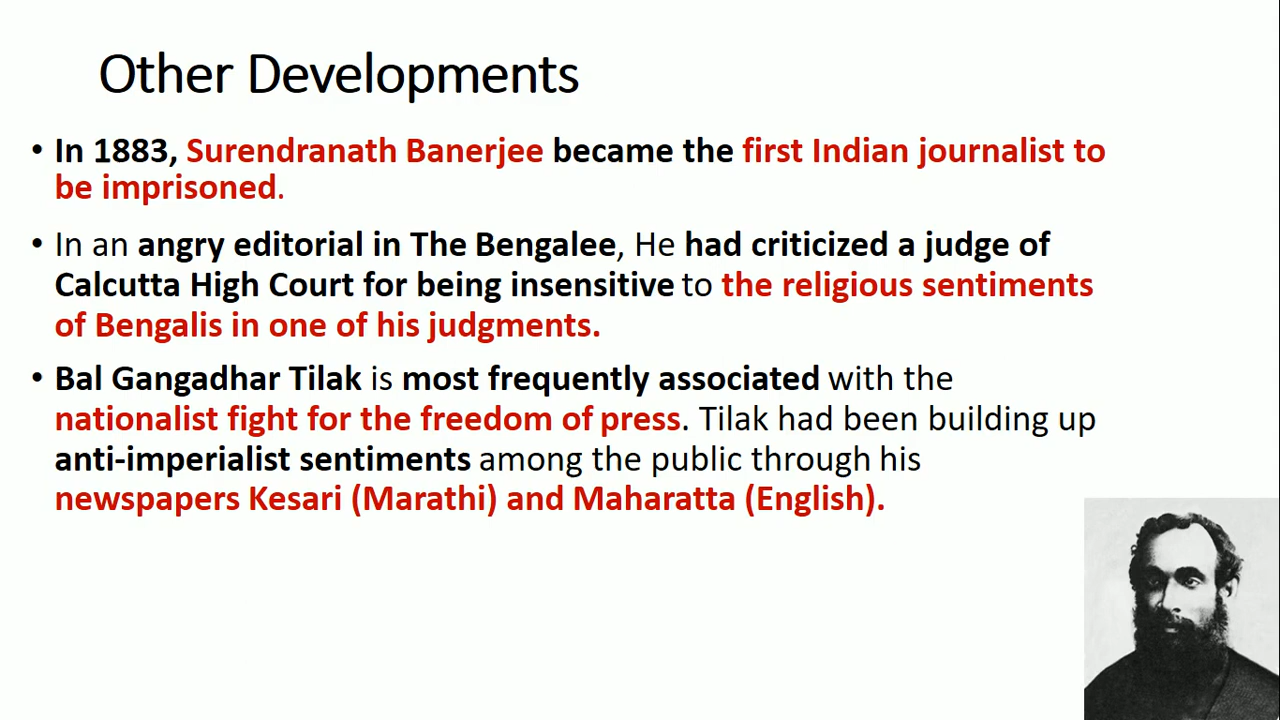 Other Developments
• In 1883, Surendranath Banerjee became the first Indian journalist to
be imprisoned.
• In an angry editorial in The Bengalee, He had criticized a judge of
Calcutta High Court for being insensitive to the religious sentiments
of Bengalis in one of his judgments.
• Bal Gangadhar Tilak is most frequently associated with the
nationalist fight for the freedom of press. Tilak had been building up
anti-imperialist sentiments among the public through his
newspapers Kesari (Marathi) and Maharatta (English).